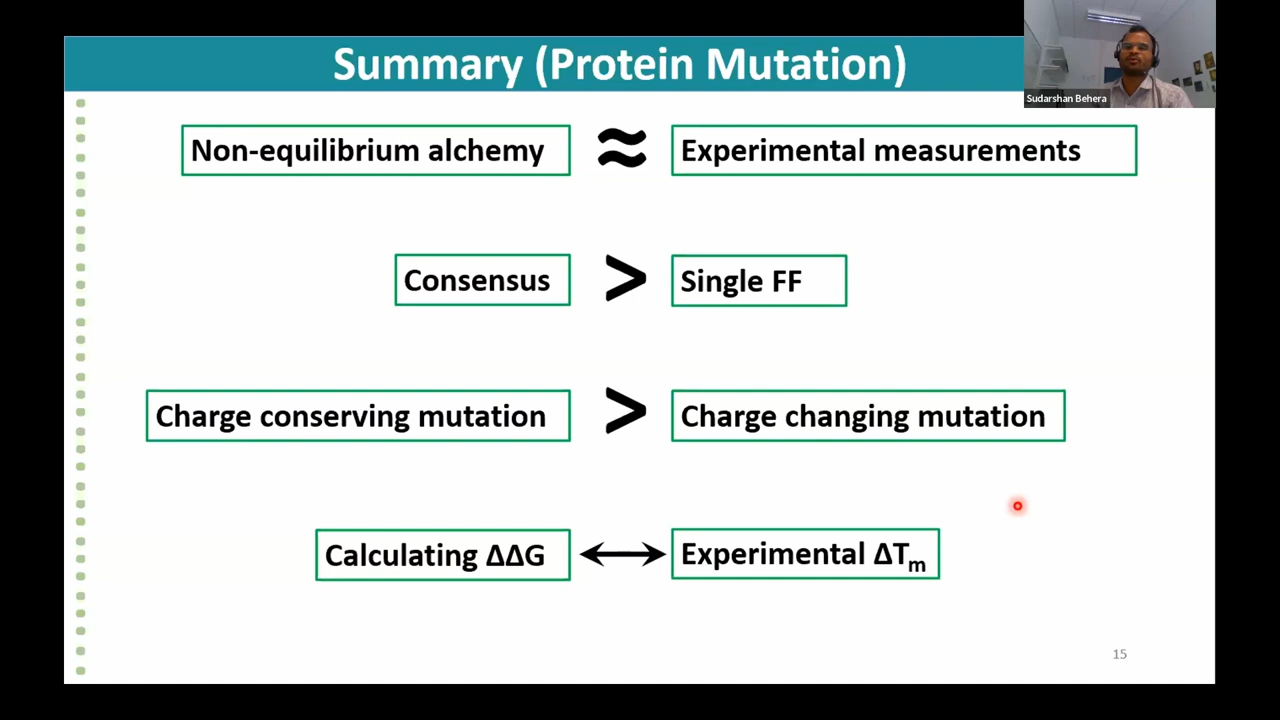 Summary (Protein Mutation)
Sudarshan Behera
Non-equilibrium alchemy ≈ Experimental measurements
Consensus > Single FF
Charge conserving mutation > Charge changing mutation
Calculating ΔΔG ↔ Experimental ΔTm
15